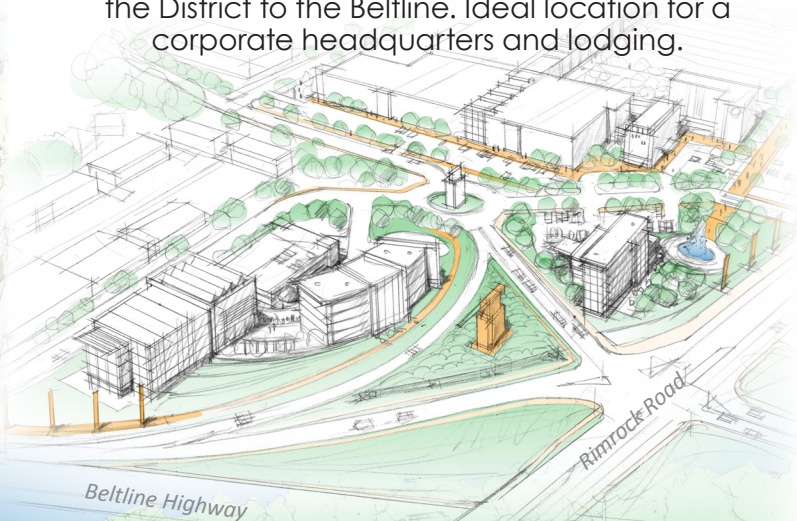 the District to the Beltline. Ideal location for a
corporate headquarters and lodging.
Rimrock Road
Beltline Highway